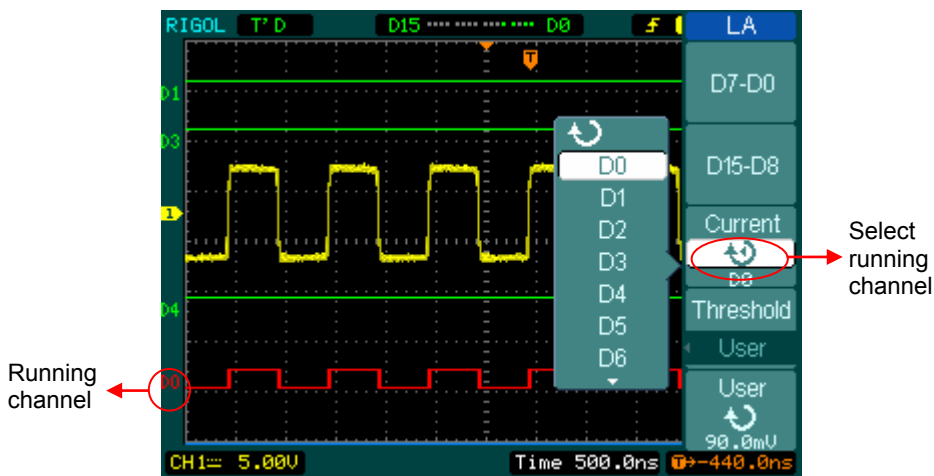 RIGOL T'D D15 D0 LA
D7-D0
D1
D3
D0
D15-D8
D1
1
D2
Current
Select
running
channel
D3
D0
D4
D4
Threshold
D5
User
D6
Running
channel
D0
User
90.0mV
CH1 5.00V Time 500.0ns T→-440.0ns
T